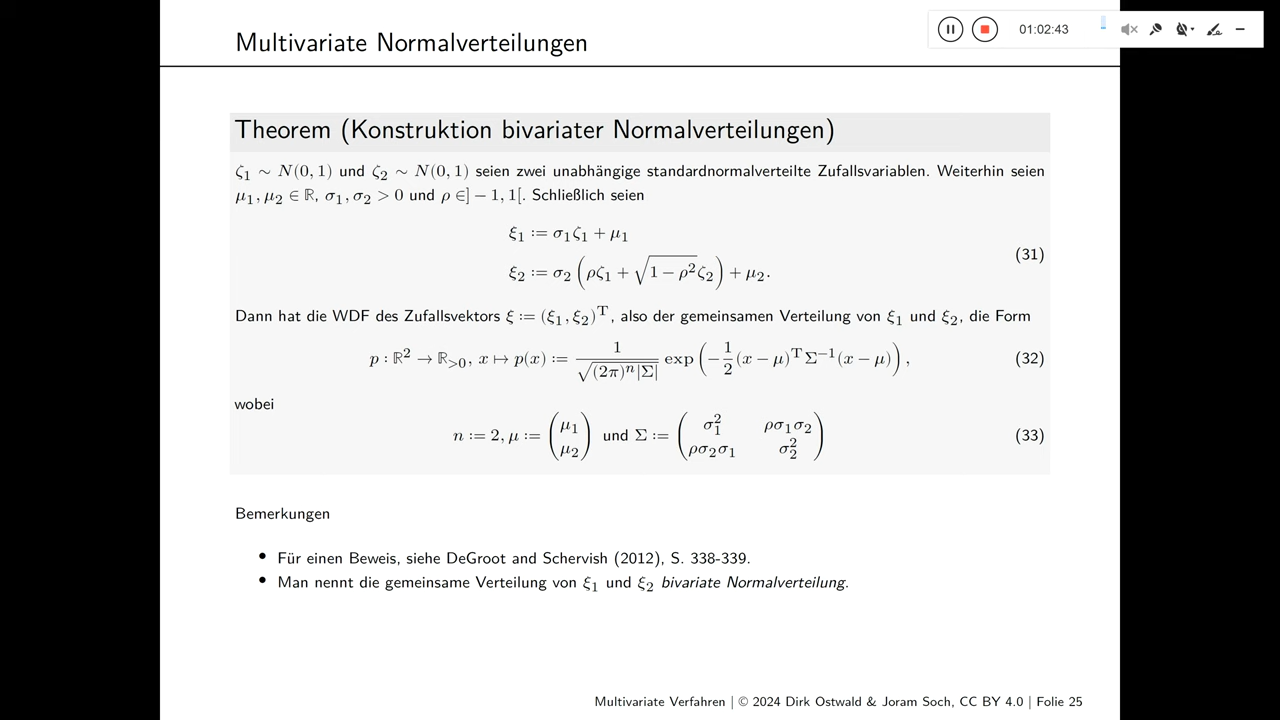 Multivariate Normalverteilungen
01:02:43
Theorem (Konstruktion bivariater Normalverteilungen)
ζ₁ ∼ N(0, 1) und ζ₂ ∼ N(0, 1) seien zwei unabhängige standardnormalverteilte Zufallsvariablen. Weiterhin seien
μ₁, μ₂ ∈ ℝ, σ₁, σ₂ > 0 und ρ ∈] − 1, 1[. Schließlich seien
ξ₁ := σ₁ζ₁ + μ₁
ξ₂ := σ₂ (ρζ₁ + √(1 − ρ²)ζ₂) + μ₂.
(31)
Dann hat die WDF des Zufallsvektors ξ := (ξ₁, ξ₂)ᵀ, also der gemeinsamen Verteilung von ξ₁ und ξ₂, die Form
p : ℝ² → ℝ_{>0}, x ↦ p(x) := 1/√((2π)ⁿ|Σ|) exp (−1/2 (x − μ)ᵀ Σ⁻¹ (x − μ)), (32)
wobei
n := 2, μ := (μ₁ ; μ₂) und Σ := (σ₁² ρσ₁σ₂ ; ρσ₂σ₁ σ₂²) (33)
Bemerkungen
• Für einen Beweis, siehe DeGroot and Schervish (2012), S. 338-339.
• Man nennt die gemeinsame Verteilung von ξ₁ und ξ₂ bivariate Normalverteilung.
Multivariate Verfahren | © 2024 Dirk Ostwald & Joram Soch, CC BY 4.0 | Folie 25